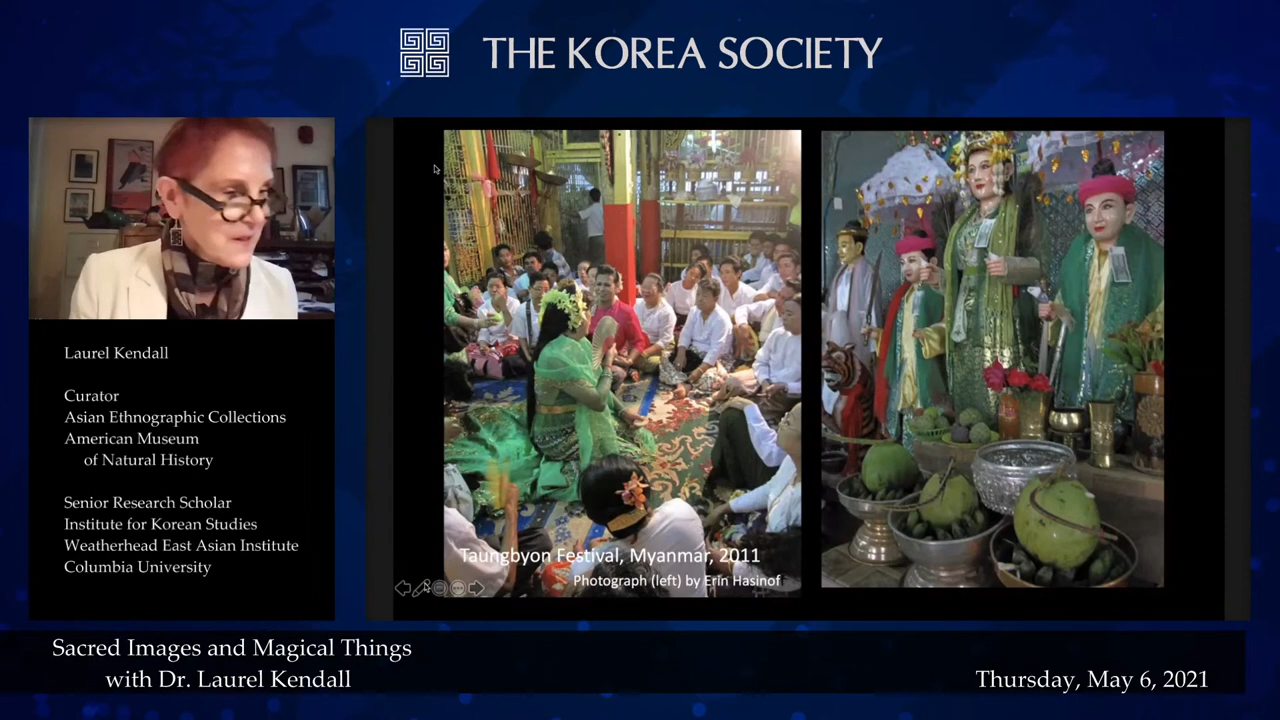 THE KOREA SOCIETY
Laurel Kendall
Curator
Asian Ethnographic Collections
American Museum
of Natural History
Senior Research Scholar
Institute for Korean Studies
Weatherhead East Asian Institute
Columbia University
Taungbyon Festival, Myanmar, 2011
Photograph (left) by Erin Hasinof
Sacred Images and Magical Things
with Dr. Laurel Kendall
Thursday, May 6, 2021